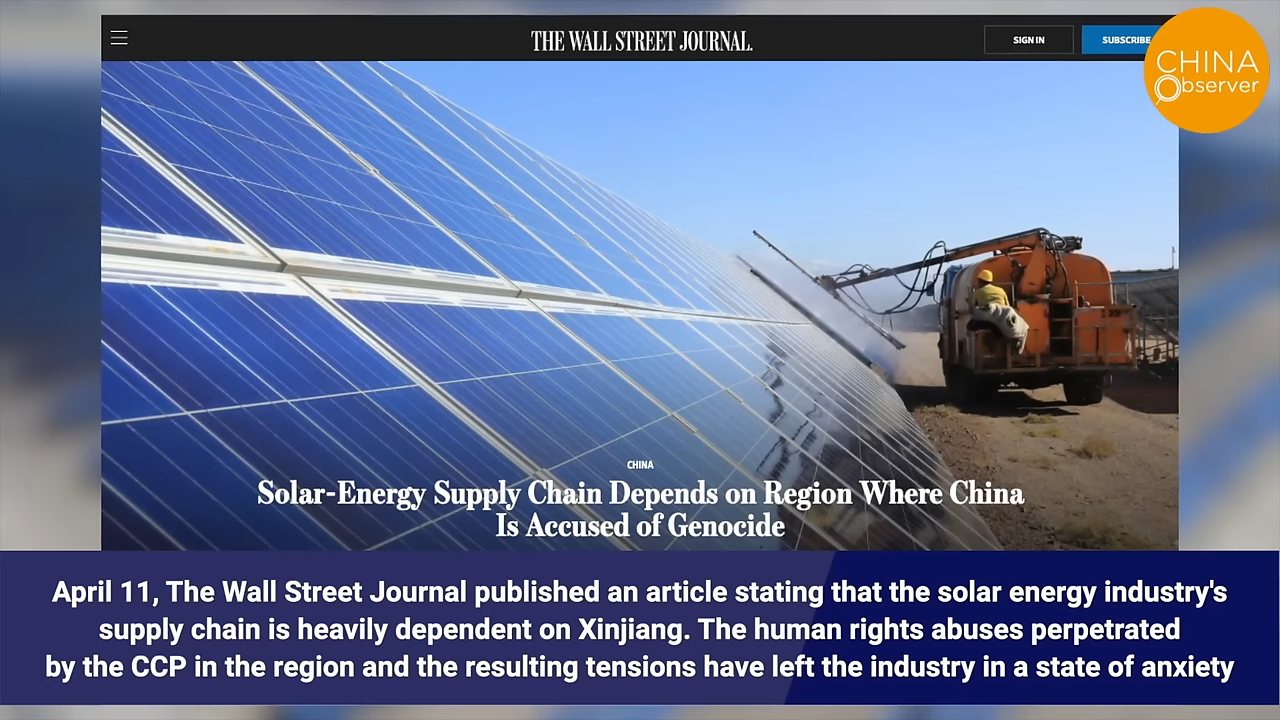 THE WALL STREET JOURNAL.
SIGN IN
SUBSCRIBE
CHINA
Observer
CHINA
Solar-Energy Supply Chain Depends on Region Where China
Is Accused of Genocide
April 11, The Wall Street Journal published an article stating that the solar energy industry's
supply chain is heavily dependent on Xinjiang. The human rights abuses perpetrated
by the CCP in the region and the resulting tensions have left the industry in a state of anxiety